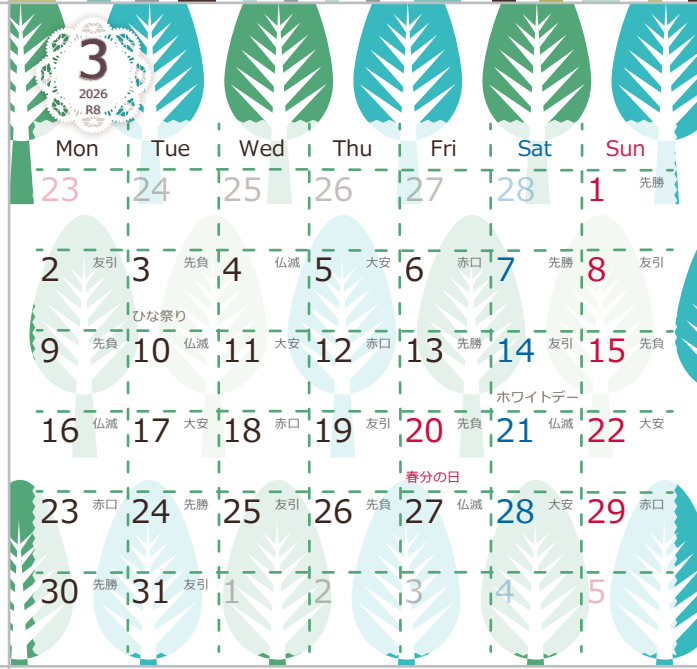 3
2026
R8
Mon Tue Wed Thu Fri Sat Sun
23 24 25 26 27 28 1 先勝
2 友引 3 先負 4 仏滅 5 大安 6 赤口 7 先勝 8 友引
ひな祭り
9 先負 10 仏滅 11 大安 12 赤口 13 先勝 14 友引 15 先負
ホワイトデー
16 仏滅 17 大安 18 赤口 19 友引 20 先負 21 仏滅 22 大安
春分の日
23 赤口 24 先勝 25 友引 26 先負 27 仏滅 28 大安 29 赤口
30 先勝 31 友引 1 2 3 4 5